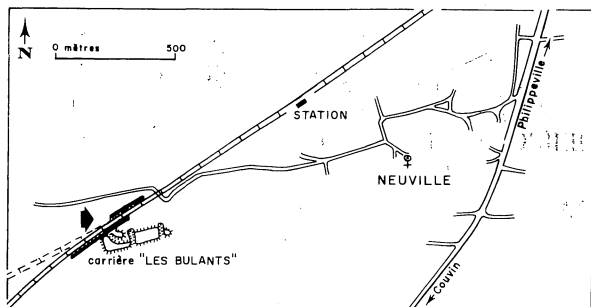 N
0 mètres 500
STATION
Philippeville
NEUVILLE
carrière "LES BULANTS"
Couvin